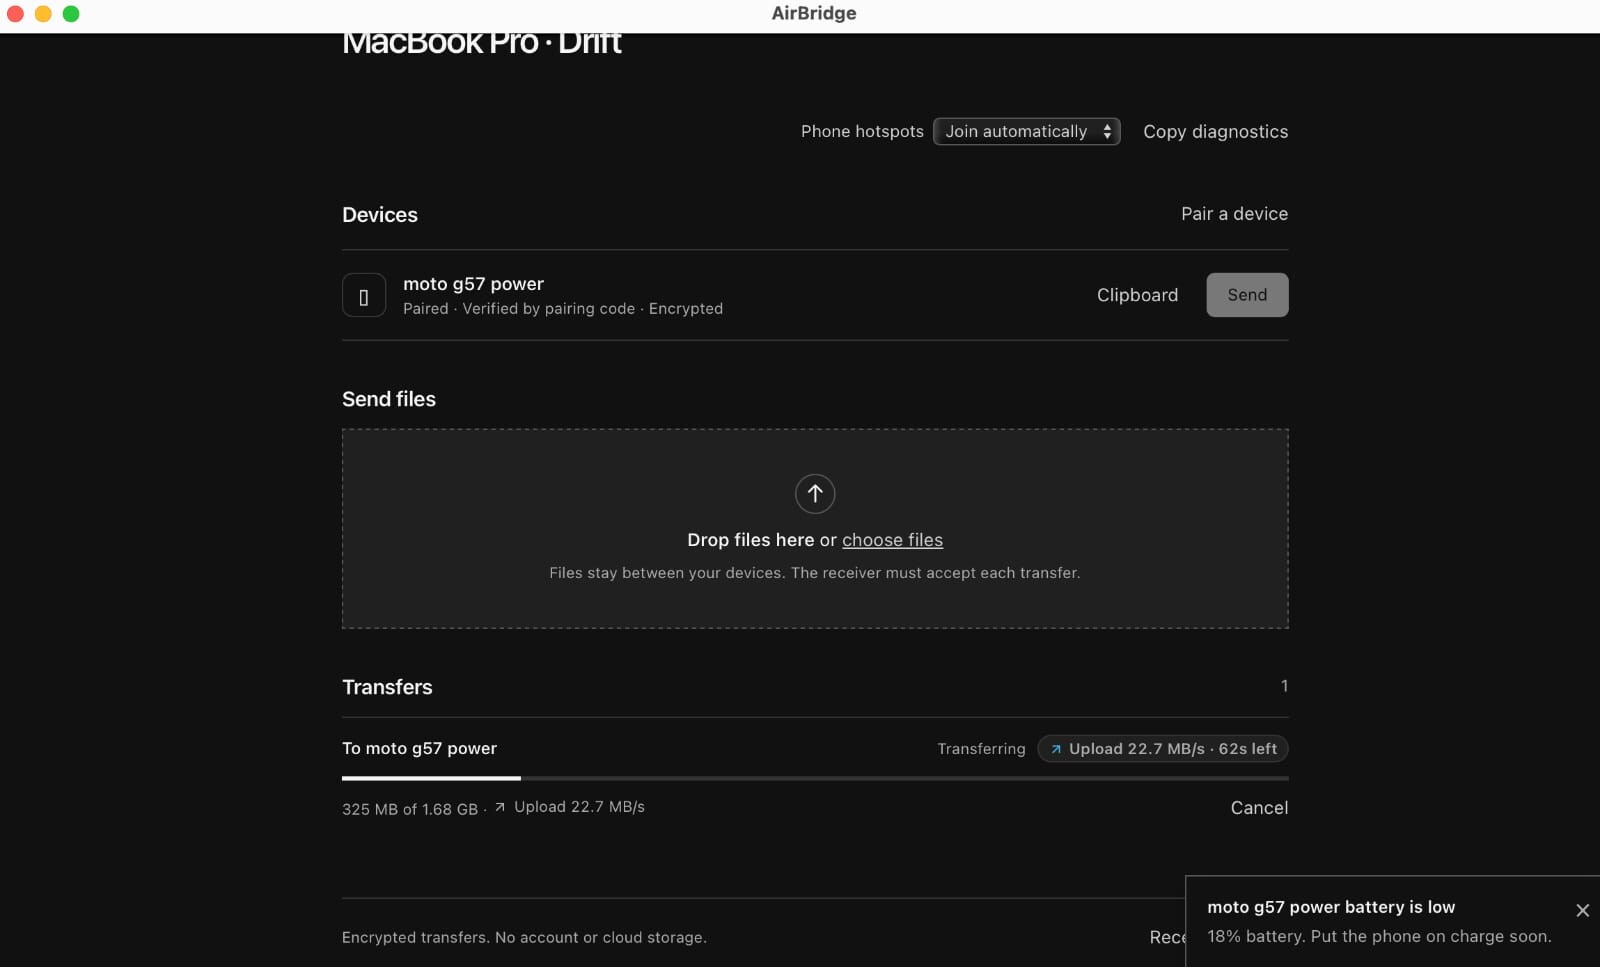 AirBridge
MacBook Pro · Drift
Phone hotspots Join automatically Copy diagnostics
Devices Pair a device
moto g57 power
Paired · Verified by pairing code · Encrypted
Clipboard Send
Send files
Drop files here or choose files
Files stay between your devices. The receiver must accept each transfer.
Transfers 1
To moto g57 power Transferring Upload 22.7 MB/s · 62s left
325 MB of 1.68 GB · Upload 22.7 MB/s Cancel
moto g57 power battery is low
18% battery. Put the phone on charge soon.
Encrypted transfers. No account or cloud storage.